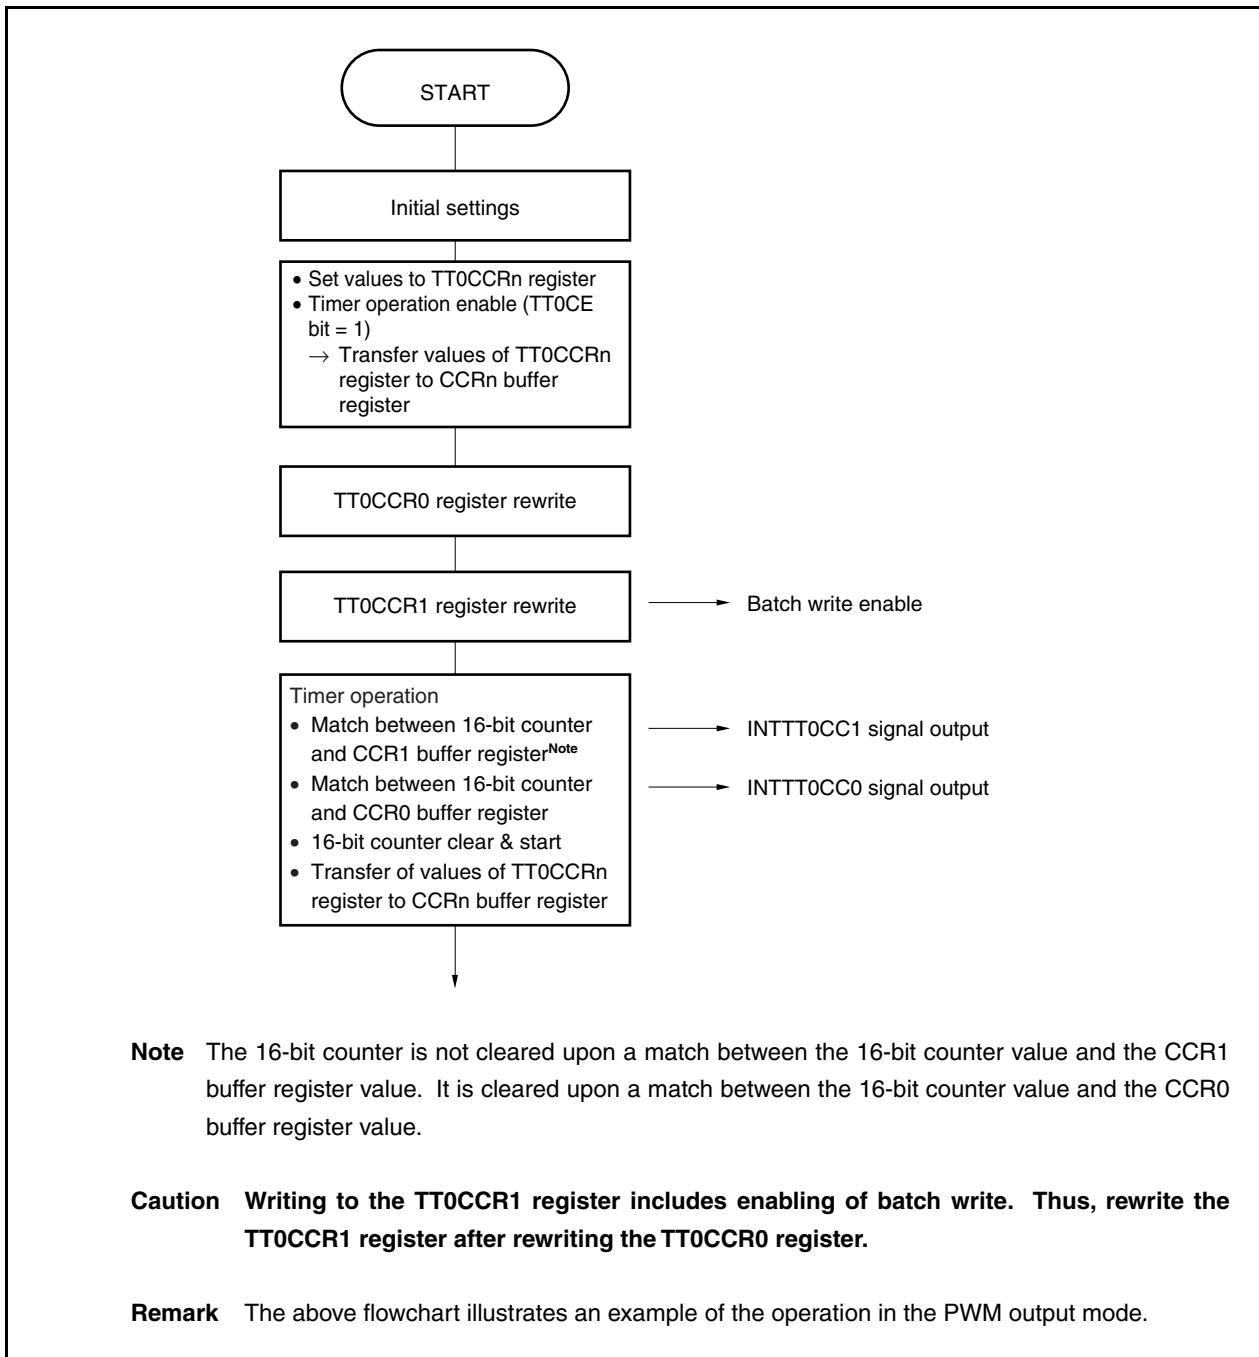 START
Initial settings
• Set values to TT0CCRn register
• Timer operation enable (TT0CE
bit = 1)
→ Transfer values of TT0CCRn
register to CCRn buffer
register
TT0CCR0 register rewrite
TT0CCR1 register rewrite
Batch write enable
Timer operation
• Match between 16-bit counter
and CCR1 buffer registerNote
INTTT0CC1 signal output
• Match between 16-bit counter
and CCR0 buffer register
INTTT0CC0 signal output
• 16-bit counter clear & start
• Transfer of values of TT0CCRn
register to CCRn buffer register
Note The 16-bit counter is not cleared upon a match between the 16-bit counter value and the CCR1
buffer register value. It is cleared upon a match between the 16-bit counter value and the CCR0
buffer register value.
Caution Writing to the TT0CCR1 register includes enabling of batch write. Thus, rewrite the
TT0CCR1 register after rewriting the TT0CCR0 register.
Remark The above flowchart illustrates an example of the operation in the PWM output mode.